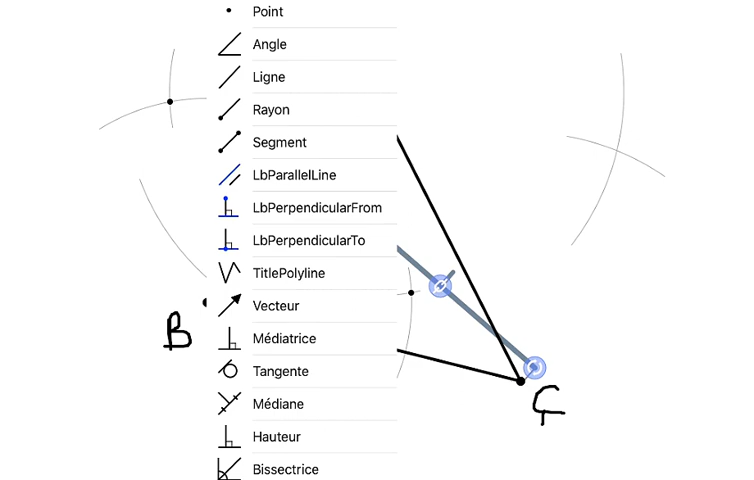 Point
Angle
Ligne
Rayon
Segment
LbParallelLine
LbPerpendicularFrom
LbPerpendicularTo
TitlePolyline
Vecteur
Médiatrice
Tangente
Médiane
Hauteur
Bissectrice
B
C